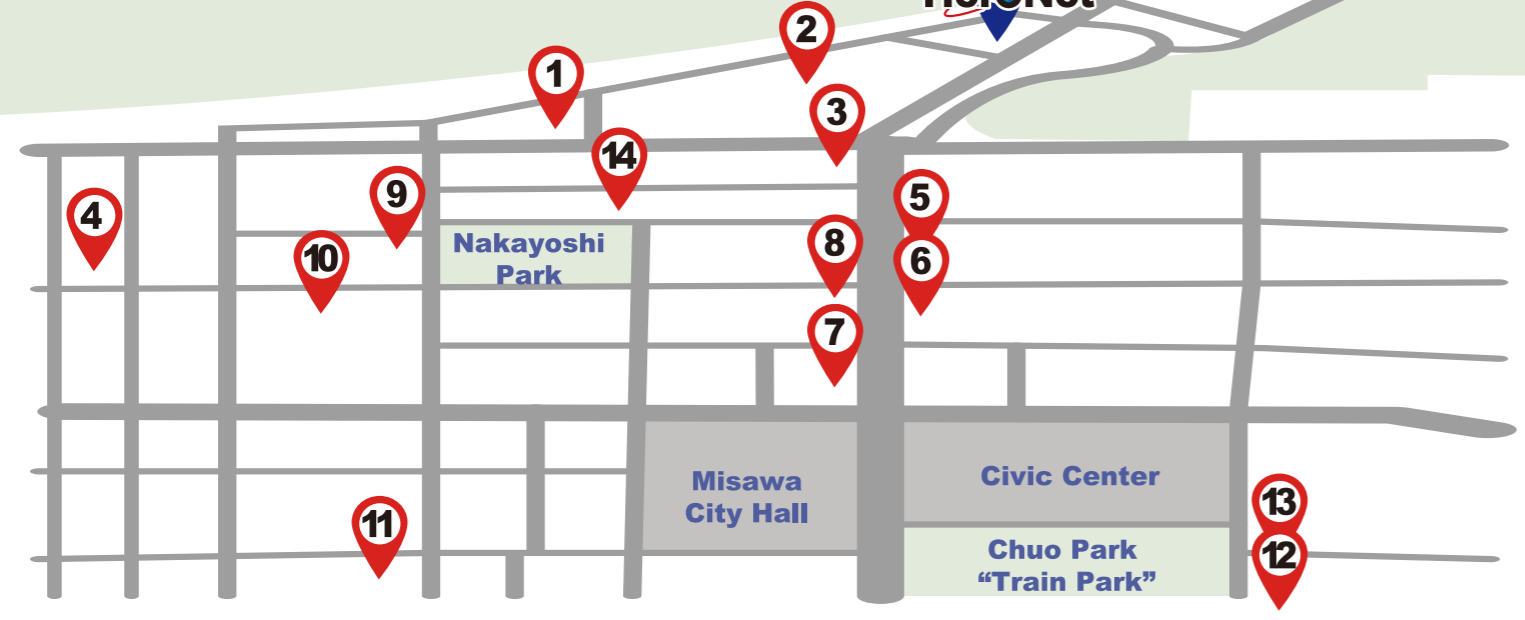 HeroNet
2
1
3
14
9
5
4
8
10
6
Nakayoshi
Park
7
Misawa
City Hall
Civic Center
13
11
12
Chuo Park
“Train Park”